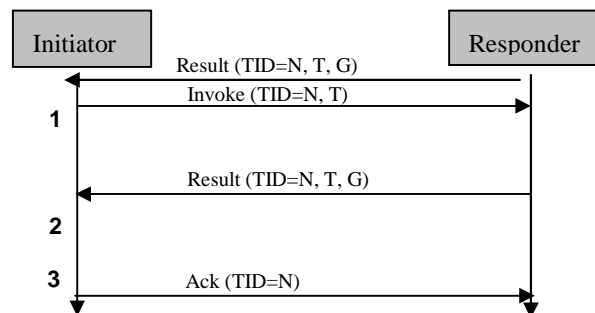 Initiator
Responder
Result (TID=N, T, G)
Invoke (TID=N, T)
1
Result (TID=N, T, G)
2
3
Ack (TID=N)